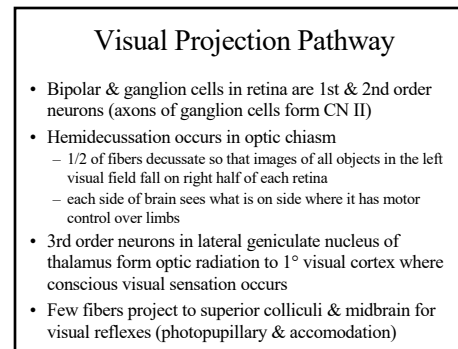 Visual Projection Pathway
• Bipolar & ganglion cells in retina are 1st & 2nd order
neurons (axons of ganglion cells form CN II)
• Hemidecussation occurs in optic chiasm
– 1/2 of fibers decussate so that images of all objects in the left
visual field fall on right half of each retina
– each side of brain sees what is on side where it has motor
control over limbs
• 3rd order neurons in lateral geniculate nucleus of
thalamus form optic radiation to 1° visual cortex where
conscious visual sensation occurs
• Few fibers project to superior colliculi & midbrain for
visual reflexes (photopupillary & accomodation)